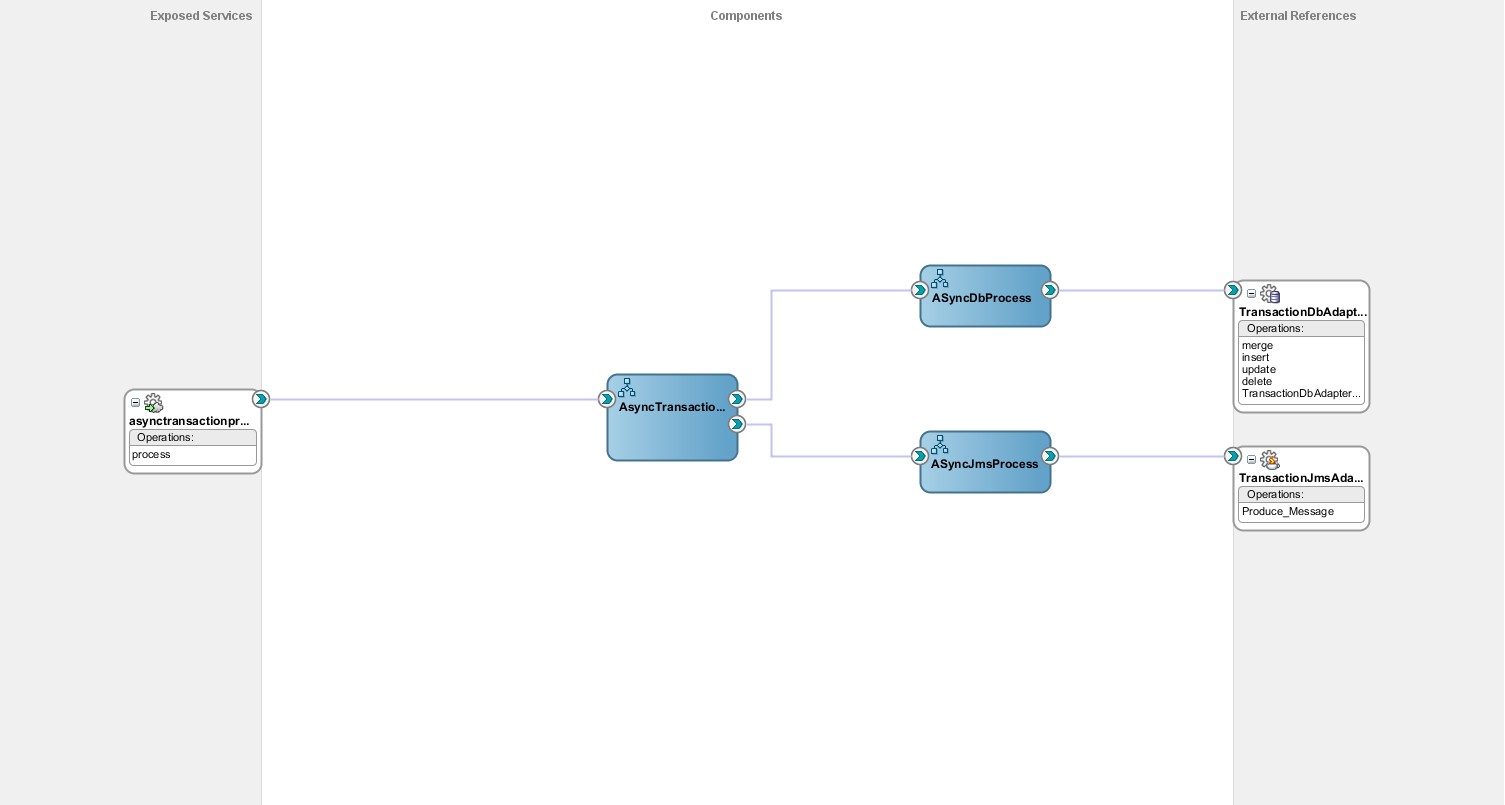 Exposed Services
Components
External References
asynctransactionpr...
Operations:
process
AsyncTransactio...
ASyncDbProcess
ASyncJmsProcess
TransactionDbAdapt...
Operations:
merge
insert
update
delete
TransactionDbAdapter...
TransactionJmsAda...
Operations:
Produce_Message